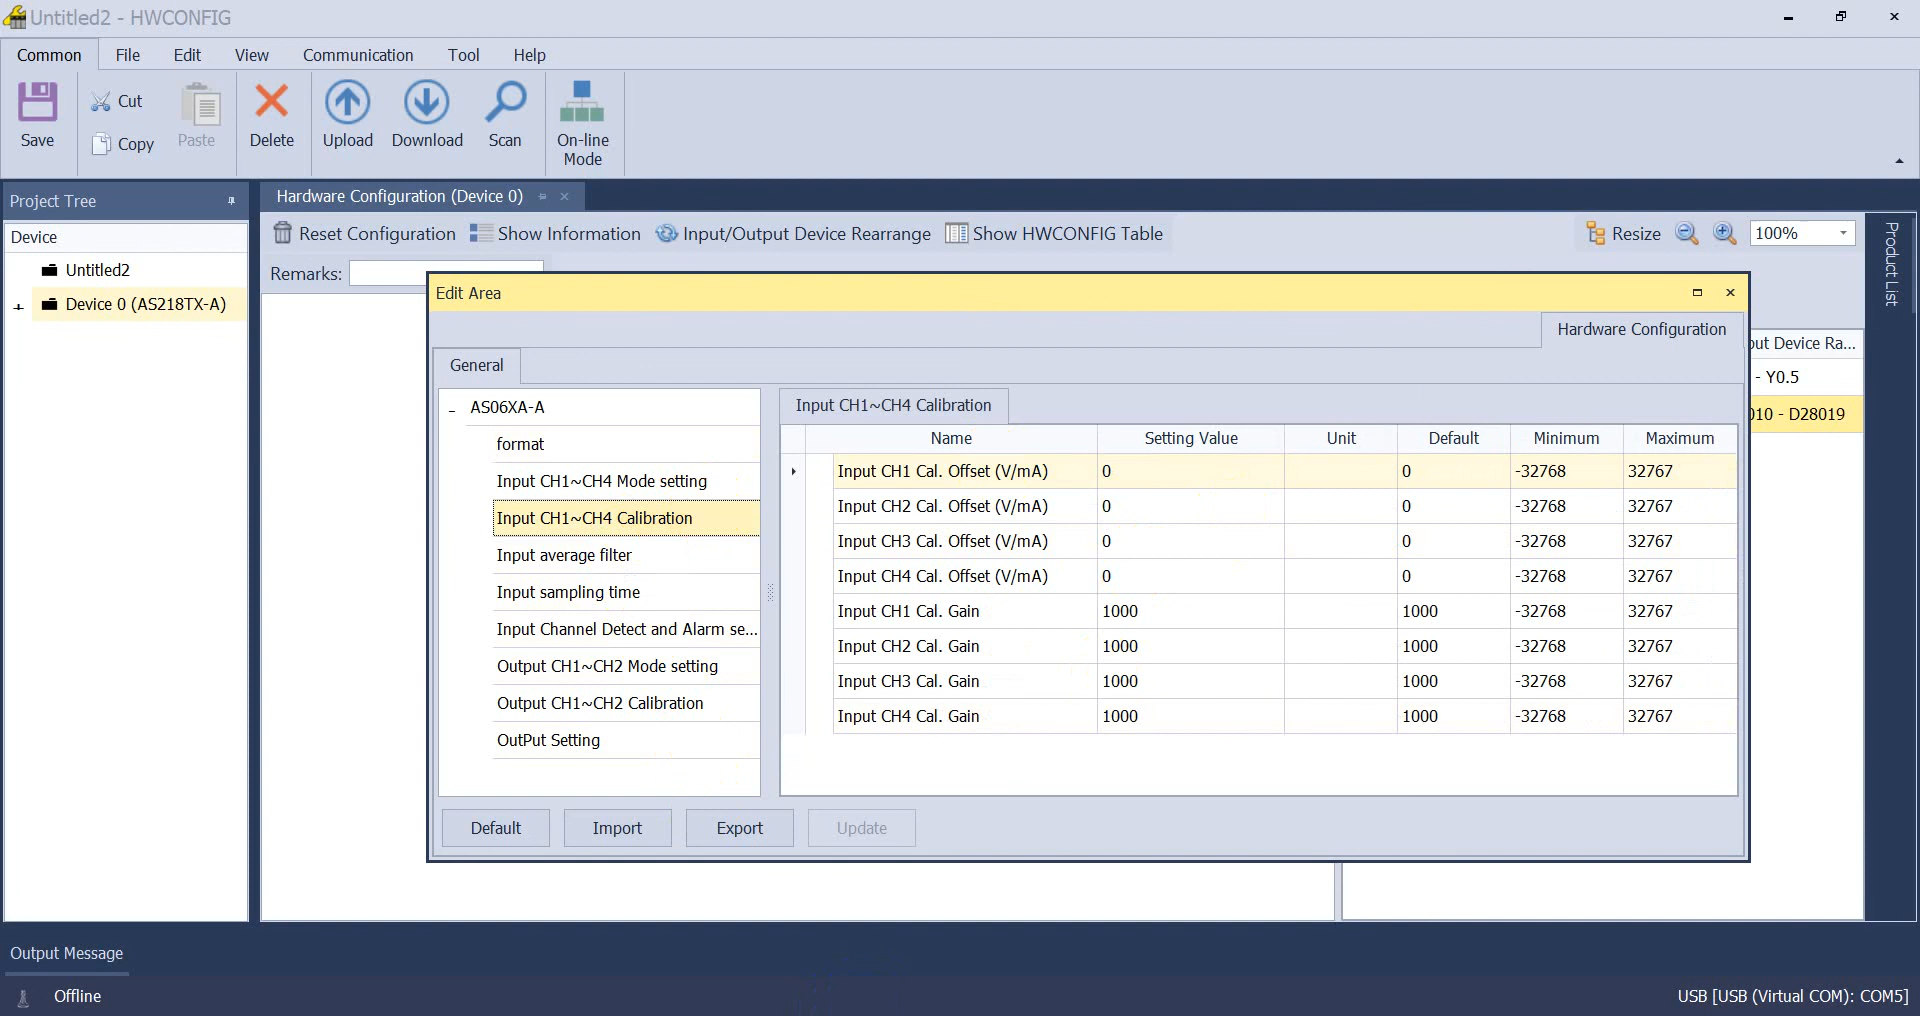 Untitled2 - HWCONFIG
Common File Edit View Communication Tool Help
Save
Cut
Copy
Paste
Delete
Upload
Download
Scan
On-line
Mode
Project Tree
Device
Untitled2
Device 0 (AS218TX-A)
Hardware Configuration (Device 0)
Reset Configuration Show Information Input/Output Device Rearrange Show HWCONFIG Table
Resize 100%
Remarks:
Product List
Edit Area
Hardware Configuration
General
AS06XA-A
format
Input CH1~CH4 Mode setting
Input CH1~CH4 Calibration
Input average filter
Input sampling time
Input Channel Detect and Alarm se...
Output CH1~CH2 Mode setting
Output CH1~CH2 Calibration
OutPut Setting
Input CH1~CH4 Calibration
Name Setting Value Unit Default Minimum Maximum
Input CH1 Cal. Offset (V/mA) 0 0 -32768 32767
Input CH2 Cal. Offset (V/mA) 0 0 -32768 32767
Input CH3 Cal. Offset (V/mA) 0 0 -32768 32767
Input CH4 Cal. Offset (V/mA) 0 0 -32768 32767
Input CH1 Cal. Gain 1000 1000 -32768 32767
Input CH2 Cal. Gain 1000 1000 -32768 32767
Input CH3 Cal. Gain 1000 1000 -32768 32767
Input CH4 Cal. Gain 1000 1000 -32768 32767
Default Import Export Update
Device Ra...
- Y0.5
- D28019
Output Message
Offline
USB [USB (Virtual COM): COM5]